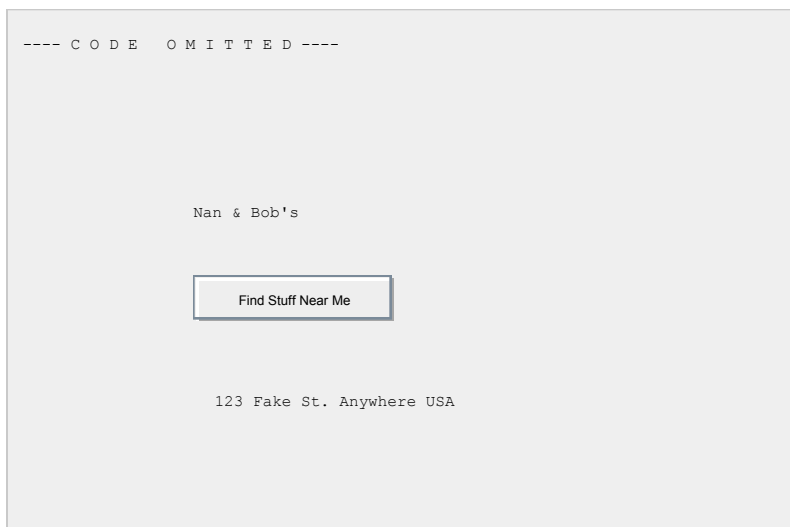 ---- C O D E   O M I T T E D ----
Nan & Bob's
Find Stuff Near Me
123 Fake St. Anywhere USA